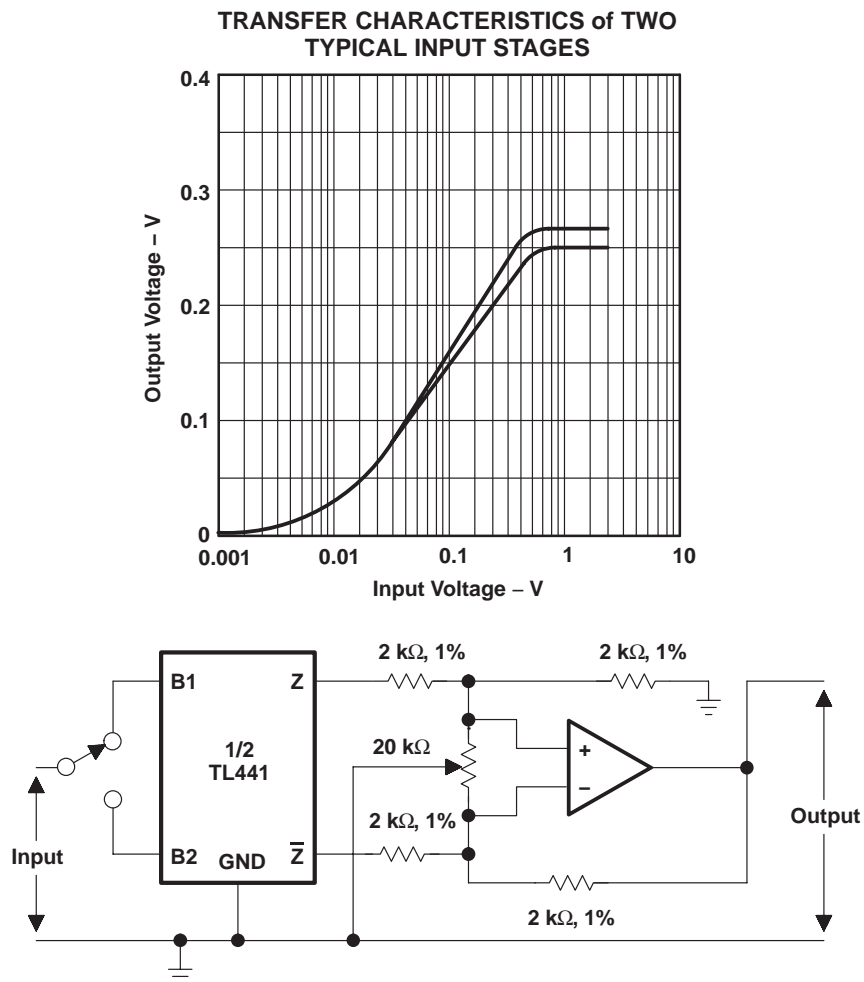 TRANSFER CHARACTERISTICS of TWO
TYPICAL INPUT STAGES
0.4
0.3
0.2
0.1
0
Output Voltage – V
0.001 0.01 0.1 1 10
Input Voltage – V
2 kΩ, 1% 2 kΩ, 1%
B1 Z
1/2
TL441
20 kΩ
+
–
2 kΩ, 1%
Output
Input
B2 GND Z̅
2 kΩ, 1%